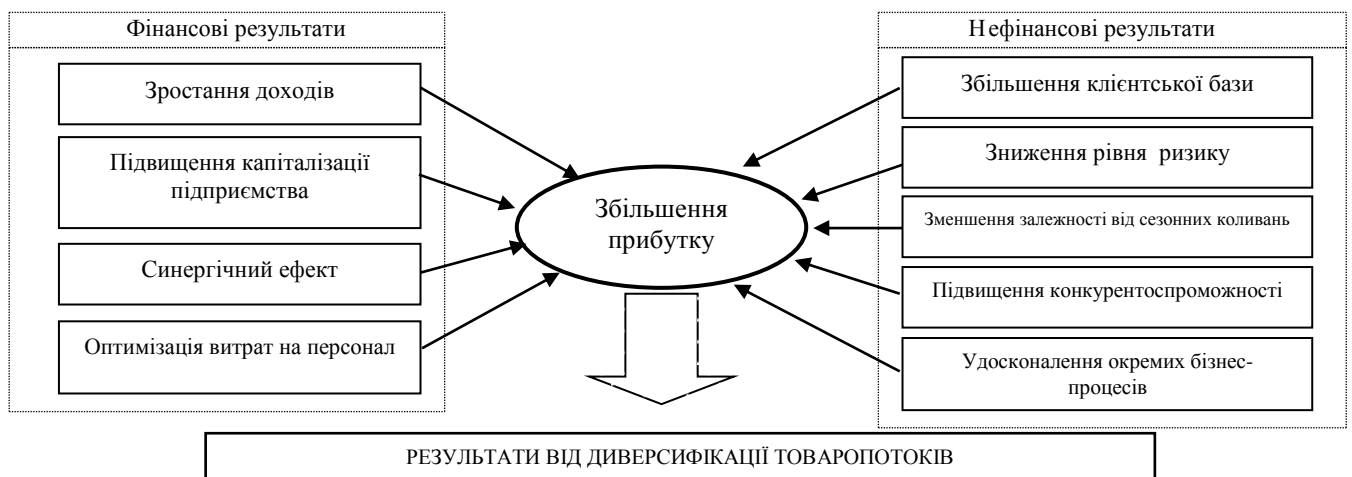 Фінансові результати
Зростання доходів
Підвищення капіталізації
підприємства
Синергічний ефект
Оптимізація витрат на персонал
Збільшення
прибутку
Нефінансові результати
Збільшення клієнтської бази
Зниження рівня ризику
Зменшення залежності від сезонних коливань
Підвищення конкурентоспроможності
Удосконалення окремих бізнес-
процесів
РЕЗУЛЬТАТИ ВІД ДИВЕРСИФІКАЦІЇ ТОВАРОПОТОКІВ